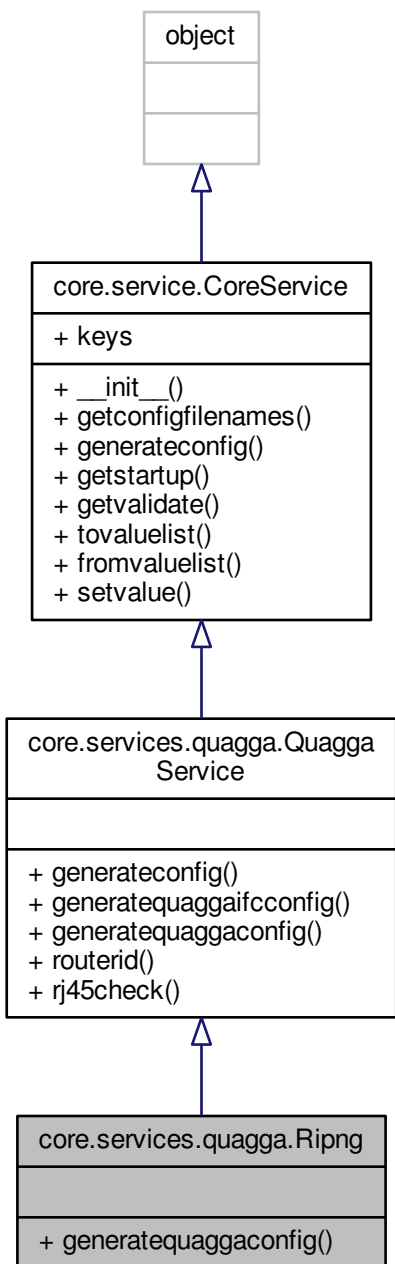 object
core.service.CoreService
+ keys
+ __init__()
+ getconfigfilenames()
+ generateconfig()
+ getstartup()
+ getvalidate()
+ tovaluelist()
+ fromvaluelist()
+ setvalue()
core.services.quagga.Quagga
Service
+ generateconfig()
+ generatequaggaifcconfig()
+ generatequaggaconfig()
+ routerid()
+ rj45check()
core.services.quagga.Ripng
+ generatequaggaconfig()